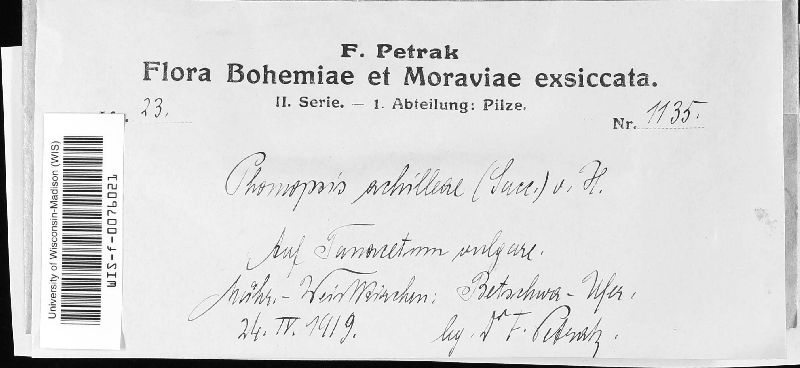 F. Petrak
Flora Bohemiae et Moraviae exsiccata.
II. Serie. — 1. Abteilung: Pilze.
23.
Nr. 1135.
Phomopsis achilleae (Sacc.) v. H.
Auf Tanacetum vulgare.
Mähr.-Weisskirchen: Betschwa-Ufer.
24. IV. 1919. leg. Dr F. Petrak.
University of Wisconsin-Madison (WIS)
WIS-f-0076021